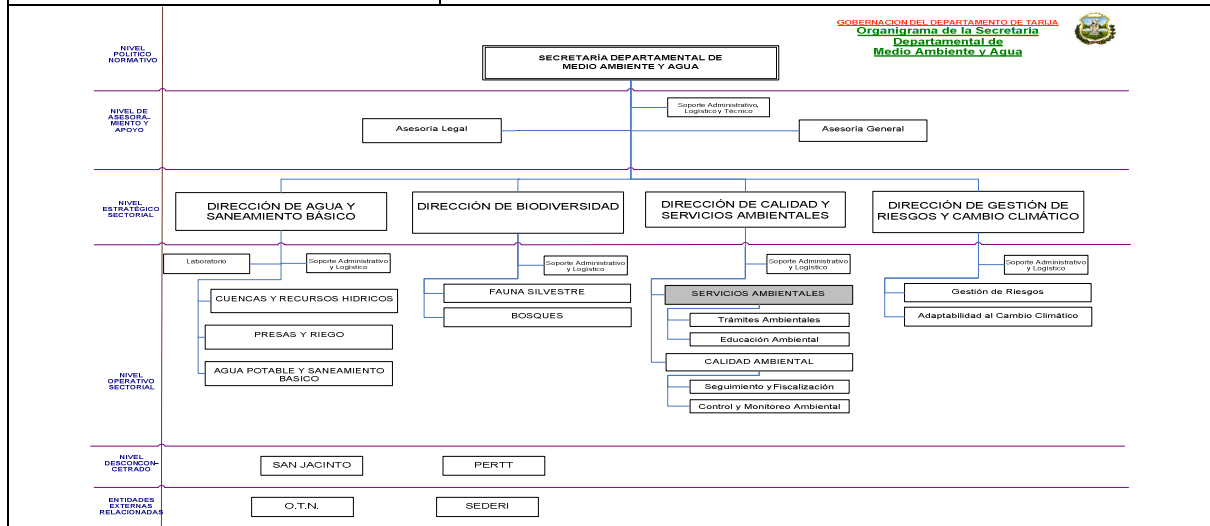 GOBERNACION DEL DEPARTAMENTO DE TARIJA
Organigrama de la Secretaría
Departamental de
Medio Ambiente y Agua
NIVEL
POLITICO
NORMATIVO
SECRETARÍA DEPARTAMENTAL DE
MEDIO AMBIENTE Y AGUA
NIVEL DE
ASESORA-
MIENTO Y
APOYO
Soporte Administrativo,
Logístico y Técnico
Asesoría Legal
Asesoría General
NIVEL
ESTRATÉGICO
SECTORIAL
DIRECCIÓN DE AGUA Y
SANEAMIENTO BÁSICO
DIRECCIÓN DE BIODIVERSIDAD
DIRECCIÓN DE CALIDAD Y
SERVICIOS AMBIENTALES
DIRECCIÓN DE GESTIÓN DE
RIESGOS Y CAMBIO CLIMÁTICO
NIVEL
OPERATIVO
SECTORIAL
Laboratorio
Soporte Administrativo
y Logístico
CUENCAS Y RECURSOS HIDRICOS
PRESAS Y RIEGO
AGUA POTABLE Y SANEAMIENTO
BASICO
Soporte Administrativo
y Logístico
FAUNA SILVESTRE
BOSQUES
Soporte Administrativo
y Logístico
SERVICIOS AMBIENTALES
Trámites Ambientales
Educación Ambiental
CALIDAD AMBIENTAL
Seguimiento y Fiscalización
Control y Monitoreo Ambiental
Soporte Administrativo
y Logístico
Gestión de Riesgos
Adaptabilidad al Cambio Climático
NIVEL
DESCONCON-
CETRADO
SAN JACINTO
PERTT
ENTIDADES
EXTERNAS
RELACIONADAS
O.T.N.
SEDERI